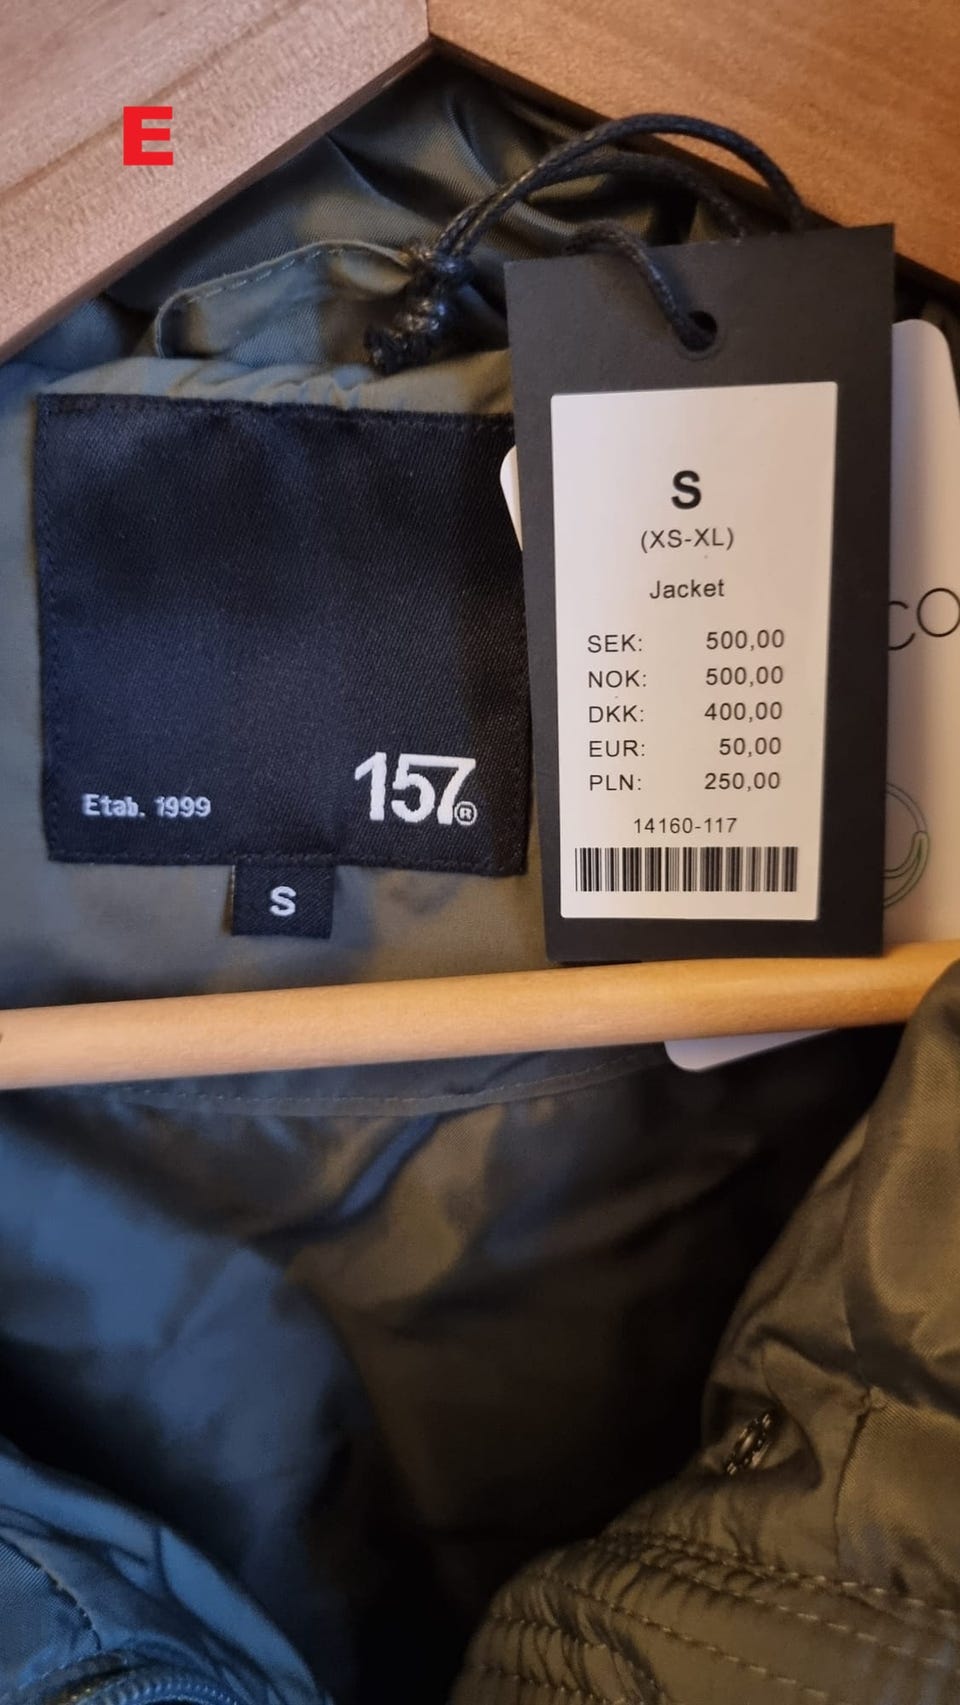 E
Etab. 1999
157®
S
S
(XS-XL)
Jacket
SEK: 500,00
NOK: 500,00
DKK: 400,00
EUR: 50,00
PLN: 250,00
14160-117